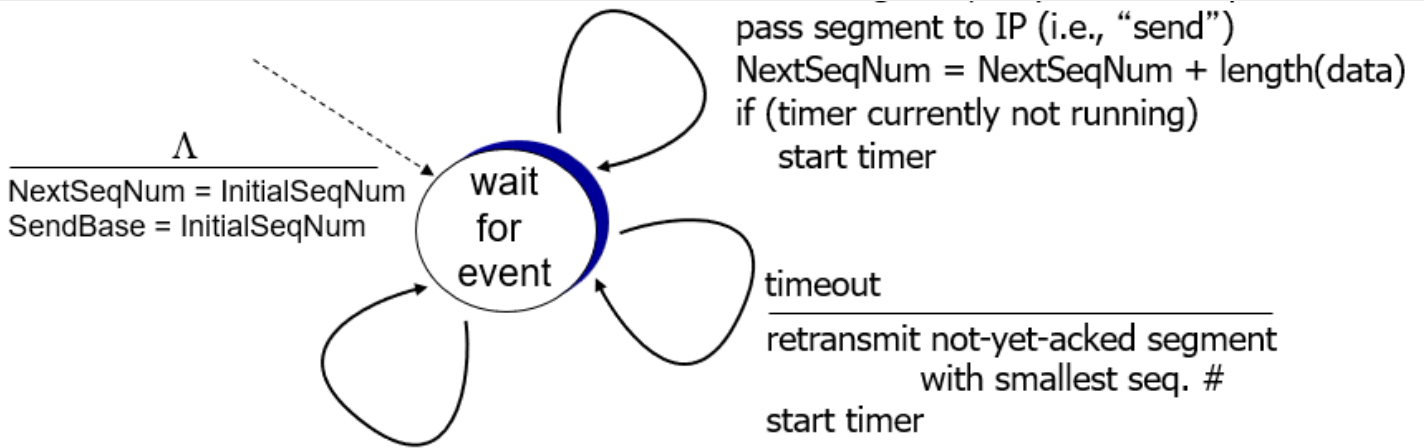 pass segment to IP (i.e., “send”)
NextSeqNum = NextSeqNum + length(data)
if (timer currently not running)
start timer
Λ
NextSeqNum = InitialSeqNum
SendBase = InitialSeqNum
wait
for
event
timeout
retransmit not-yet-acked segment
with smallest seq. #
start timer